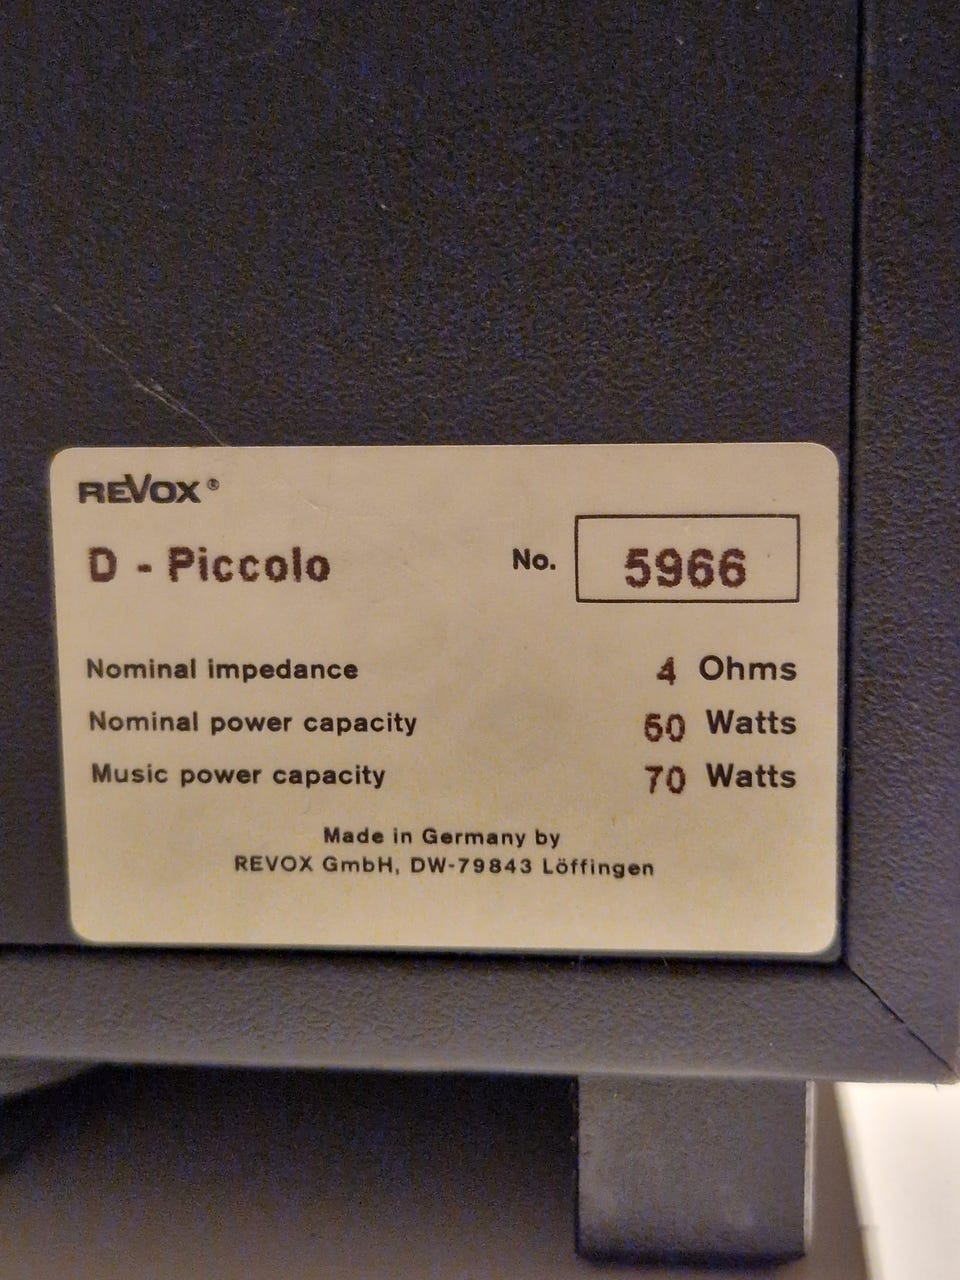 REVOX ®
D - Piccolo No. 5966
Nominal impedance 4 Ohms
Nominal power capacity Watts
Music power capacity 70 Watts
Made in Germany by
REVOX GmbH, DW-79843 Löffingen